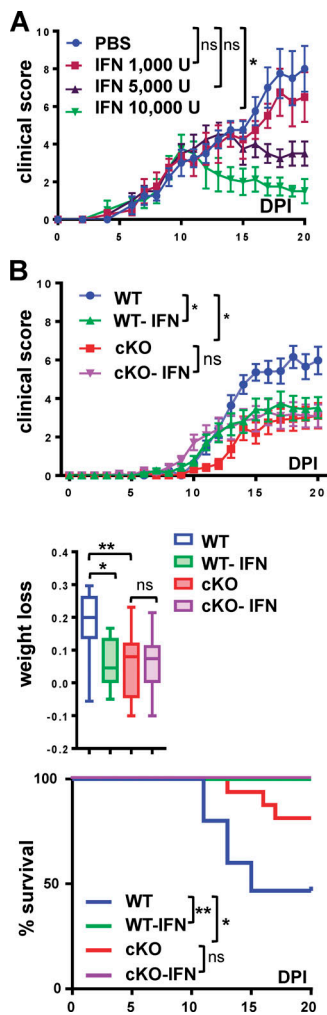 A
clinical score
10
8
6
4
2
0
PBS
IFN 1,000 U
IFN 5,000 U
IFN 10,000 U
ns
ns
*
DPI
0 5 10 15 20
B
clinical score
10
8
6
4
2
0
WT
WT- IFN
cKO
cKO- IFN
*
*
ns
DPI
0 5 10 15 20
weight loss
0.4
0.3
0.2
0.1
0.0
-0.1
-0.2
**
*
ns
WT
WT- IFN
cKO
cKO- IFN
% survival
100
50
0
WT
WT-IFN
cKO
cKO-IFN
**
*
ns
DPI
0 5 10 15 20